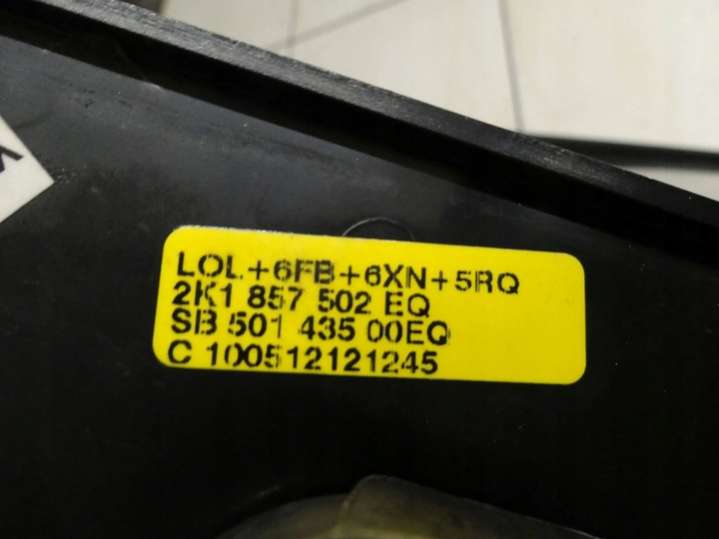 LOL+6FB+6XN+5RQ
2K1 857 502 EQ
SB 501 435 00EQ
C 100512121245